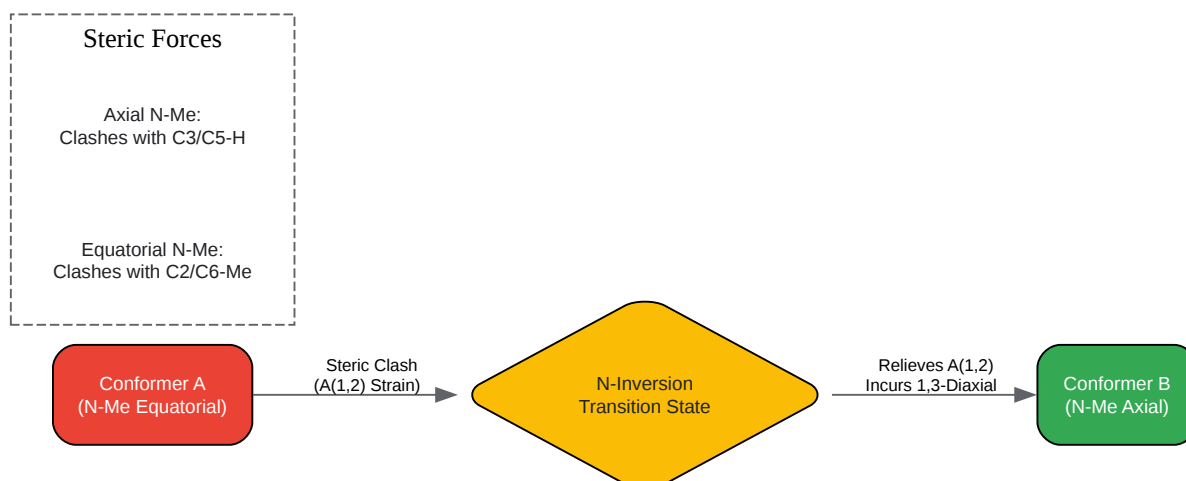 Steric Forces
Axial N-Me:
Clashes with C3/C5-H
Equatorial N-Me:
Clashes with C2/C6-Me
Conformer A
(N-Me Equatorial)
Steric Clash
(A(1,2) Strain)
N-Inversion
Transition State
Relieves A(1,2)
Incurs 1,3-Diaxial
Conformer B
(N-Me Axial)